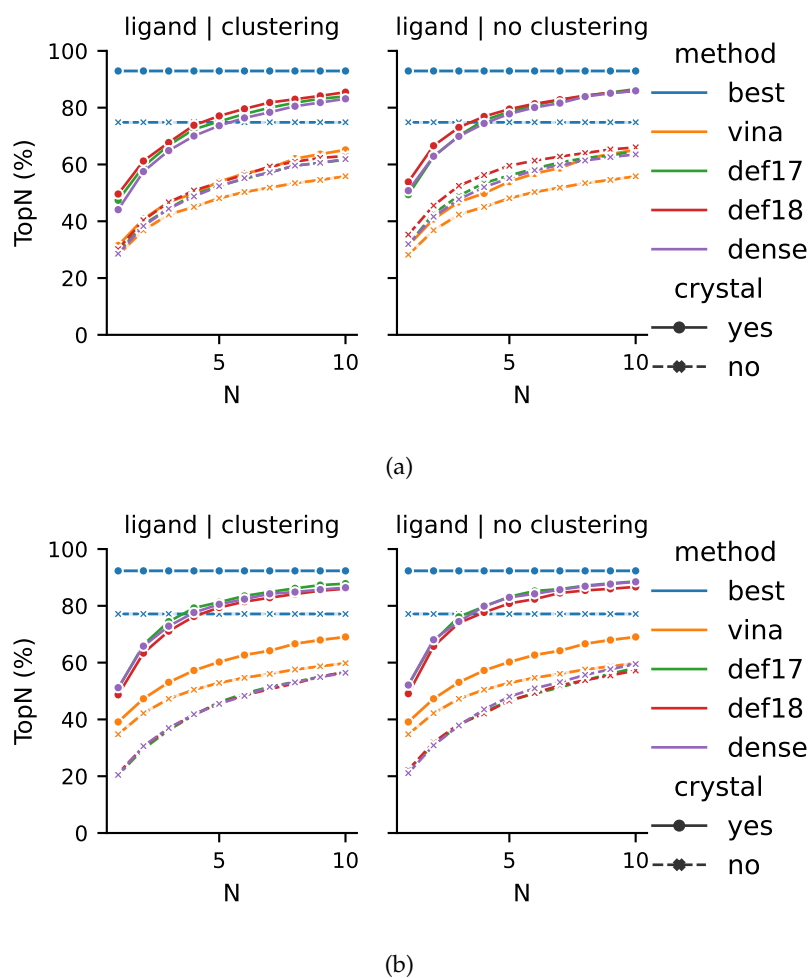 ligand | clustering
ligand | no clustering
TopN (%)
100
80
60
40
20
0
5
10
N
5
10
N
method
best
vina
def17
def18
dense
crystal
yes
no
(a)
ligand | clustering
ligand | no clustering
TopN (%)
100
80
60
40
20
0
5
10
N
5
10
N
method
best
vina
def17
def18
dense
crystal
yes
no
(b)